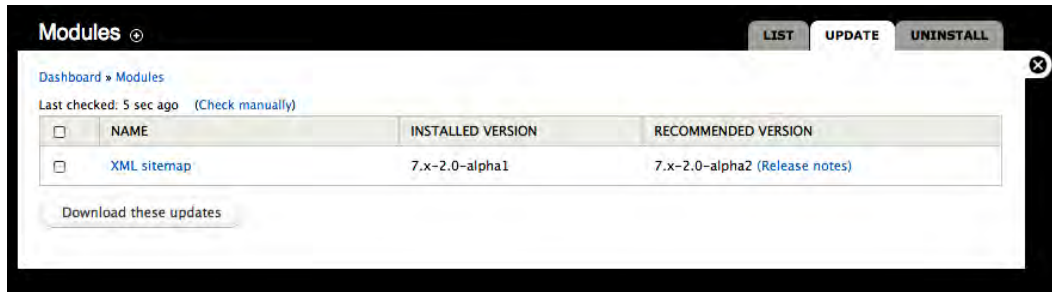 Modules
LIST UPDATE UNINSTALL
Dashboard » Modules
Last checked: 5 sec ago (Check manually)
NAME INSTALLED VERSION RECOMMENDED VERSION
XML sitemap 7.x-2.0-alpha1 7.x-2.0-alpha2 (Release notes)
Download these updates